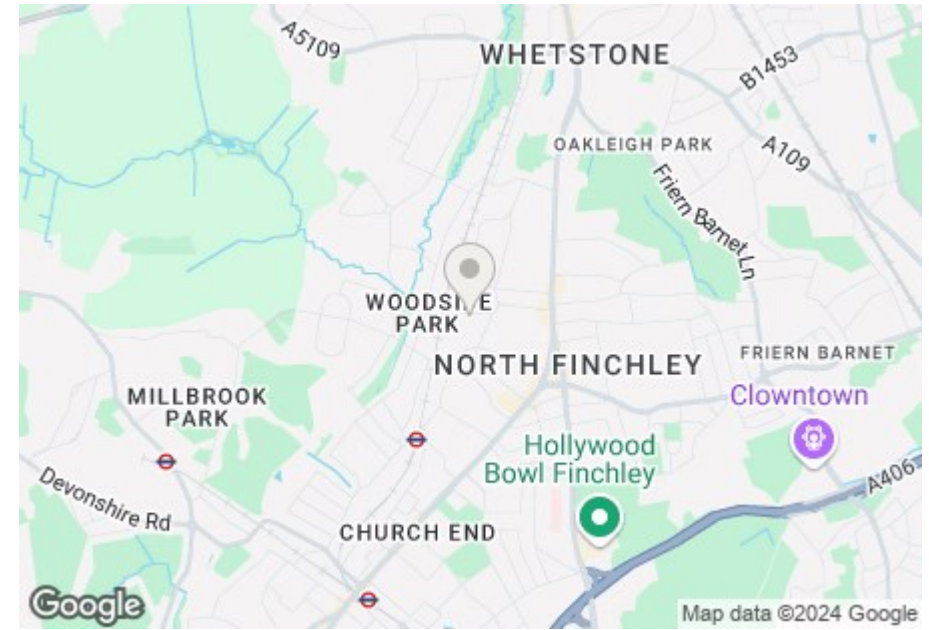 A5109
WHETSTONE
B1453
OAKLEIGH PARK
A109
Friern Barnet Ln
WOODSIDE
PARK
NORTH FINCHLEY
FRIERN BARNET
MILLBROOK
PARK
Clowntown
Hollywood
Bowl Finchley
A406
Devonshire Rd
CHURCH END
Google
Map data ©2024 Google